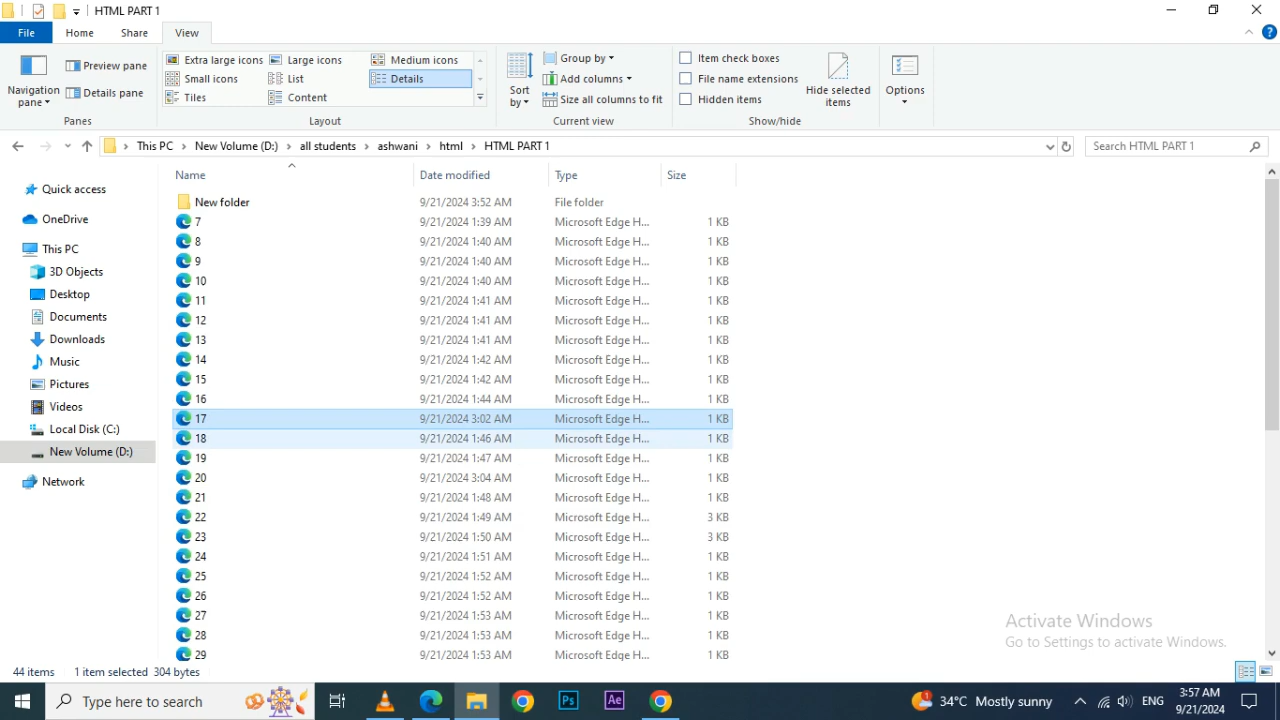 HTML PART 1
File Home Share View
Navigation pane
Preview pane
Details pane
Panes
Extra large icons Large icons Medium icons
Small icons List Details
Tiles Content
Layout
Sort by
Group by
Add columns
Size all columns to fit
Current view
Item check boxes
File name extensions
Hidden items
Hide selected items
Show/hide
Options
This PC New Volume (D:) all students ashwani html HTML PART 1 Search HTML PART 1
Quick access
OneDrive
This PC
3D Objects
Desktop
Documents
Downloads
Music
Pictures
Videos
Local Disk (C:)
New Volume (D:)
Network
Name Date modified Type Size
New folder 9/21/2024 3:52 AM File folder
7 9/21/2024 1:39 AM Microsoft Edge H... 1 KB
8 9/21/2024 1:40 AM Microsoft Edge H... 1 KB
9 9/21/2024 1:40 AM Microsoft Edge H... 1 KB
10 9/21/2024 1:40 AM Microsoft Edge H... 1 KB
11 9/21/2024 1:41 AM Microsoft Edge H... 1 KB
12 9/21/2024 1:41 AM Microsoft Edge H... 1 KB
13 9/21/2024 1:41 AM Microsoft Edge H... 1 KB
14 9/21/2024 1:42 AM Microsoft Edge H... 1 KB
15 9/21/2024 1:42 AM Microsoft Edge H... 1 KB
16 9/21/2024 1:44 AM Microsoft Edge H... 1 KB
17 9/21/2024 3:02 AM Microsoft Edge H... 1 KB
18 9/21/2024 1:46 AM Microsoft Edge H... 1 KB
19 9/21/2024 1:47 AM Microsoft Edge H... 1 KB
20 9/21/2024 3:04 AM Microsoft Edge H... 1 KB
21 9/21/2024 1:48 AM Microsoft Edge H... 1 KB
22 9/21/2024 1:49 AM Microsoft Edge H... 3 KB
23 9/21/2024 1:50 AM Microsoft Edge H... 3 KB
24 9/21/2024 1:51 AM Microsoft Edge H... 1 KB
25 9/21/2024 1:52 AM Microsoft Edge H... 1 KB
26 9/21/2024 1:52 AM Microsoft Edge H... 1 KB
27 9/21/2024 1:53 AM Microsoft Edge H... 1 KB
28 9/21/2024 1:53 AM Microsoft Edge H... 1 KB
29 9/21/2024 1:53 AM Microsoft Edge H... 1 KB
Activate Windows
Go to Settings to activate Windows.
44 items 1 item selected 304 bytes
Type here to search Ps Ae 1 34°C Mostly sunny ENG 3:57 AM
9/21/2024